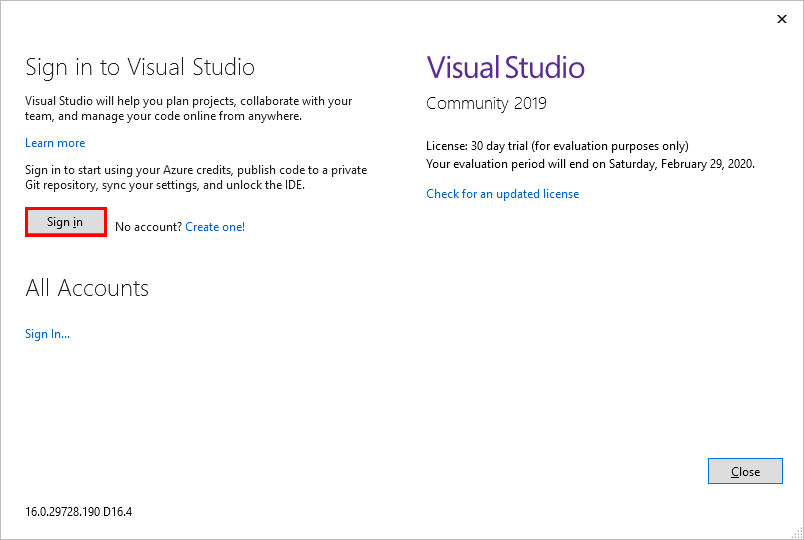 Sign in to Visual Studio
Visual Studio will help you plan projects, collaborate with your
team, and manage your code online from anywhere.
Learn more
Sign in to start using your Azure credits, publish code to a private
Git repository, sync your settings, and unlock the IDE.
Sign in
No account? Create one!
All Accounts
Sign In...
Visual Studio
Community 2019
License: 30 day trial (for evaluation purposes only)
Your evaluation period will end on Saturday, February 29, 2020.
Check for an updated license
Close
16.0.29728.190 D16.4